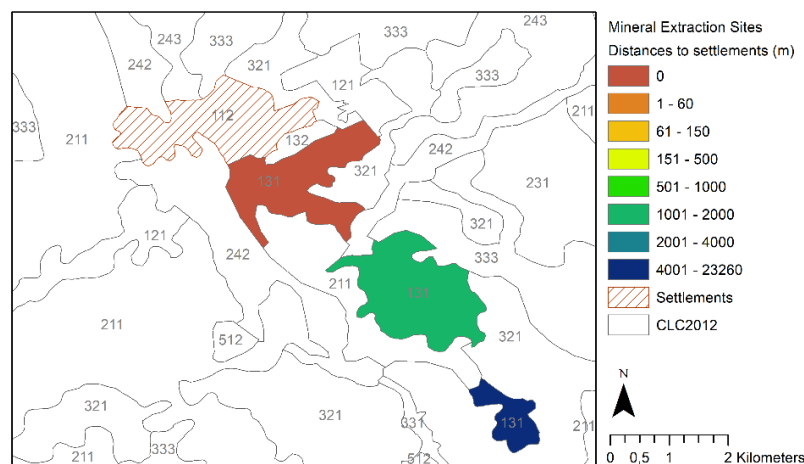 243
243
333
333
242
321
121
333
211
333
211
112
132
242
131
321
231
321
121
242
333
211
131
211
321
512
321
321
331
131
211
211
333
512
Mineral Extraction Sites
Distances to settlements (m)
0
1 - 60
61 - 150
151 - 500
501 - 1000
1001 - 2000
2001 - 4000
4001 - 23260
Settlements
CLC2012
N
0 0,5 1 2 Kilometers